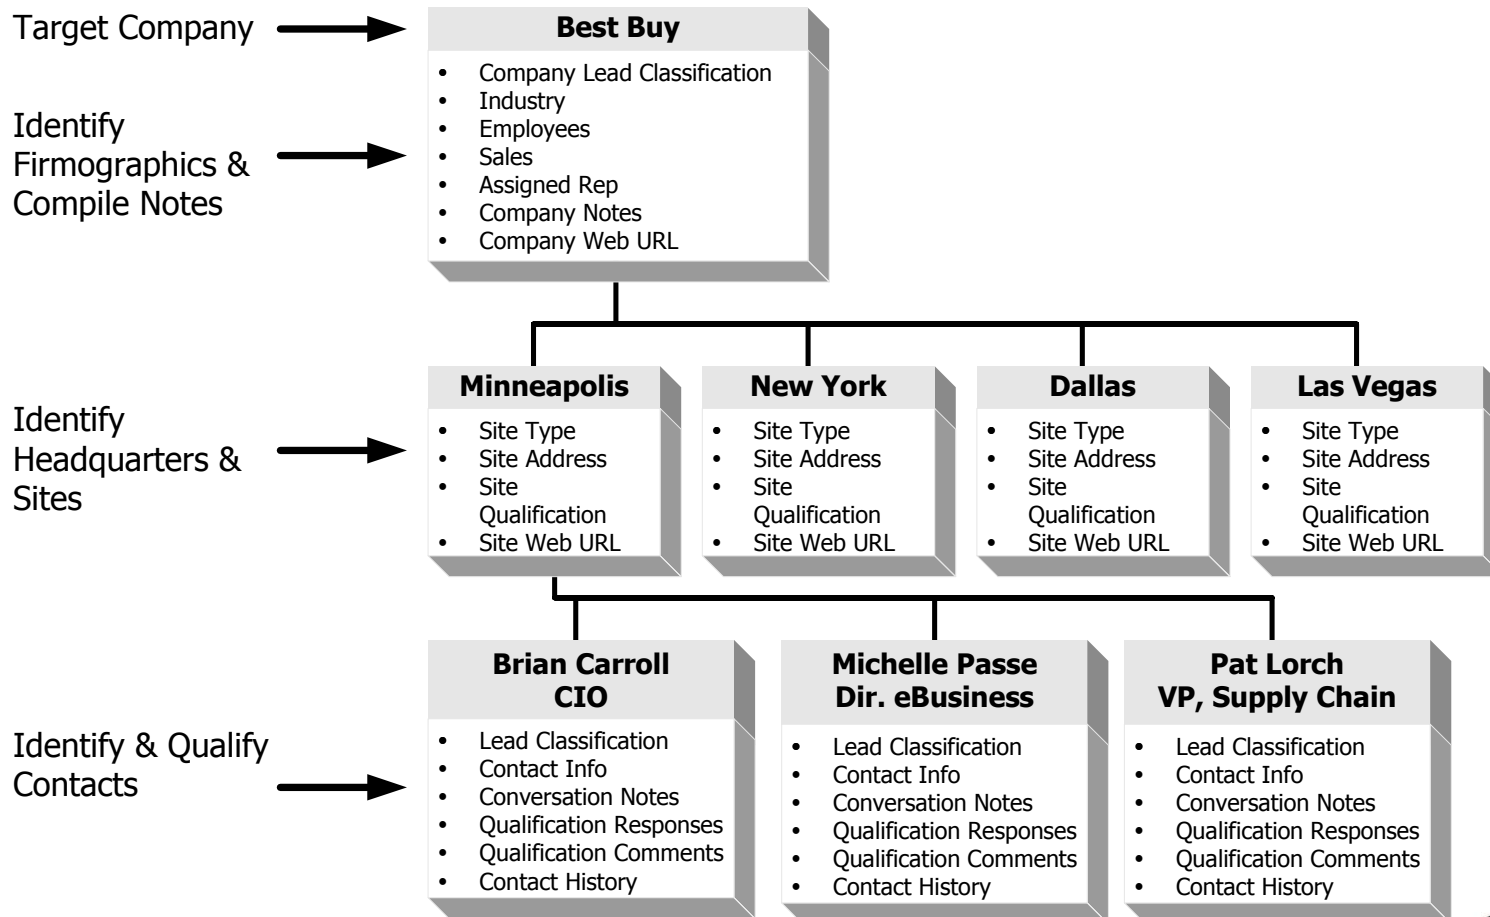 Target Company
Best Buy
Identify
Firmographics &
Compile Notes
• Company Lead Classification
• Industry
• Employees
• Sales
• Assigned Rep
• Company Notes
• Company Web URL
Identify
Headquarters &
Sites
Minneapolis
• Site Type
• Site Address
• Site
Qualification
• Site Web URL
New York
• Site Type
• Site Address
• Site
Qualification
• Site Web URL
Dallas
• Site Type
• Site Address
• Site
Qualification
• Site Web URL
Las Vegas
• Site Type
• Site Address
• Site
Qualification
• Site Web URL
Identify & Qualify
Contacts
Brian Carroll
CIO
• Lead Classification
• Contact Info
• Conversation Notes
• Qualification Responses
• Qualification Comments
• Contact History
Michelle Passe
Dir. eBusiness
• Lead Classification
• Contact Info
• Conversation Notes
• Qualification Responses
• Qualification Comments
• Contact History
Pat Lorch
VP, Supply Chain
• Lead Classification
• Contact Info
• Conversation Notes
• Qualification Responses
• Qualification Comments
• Contact History